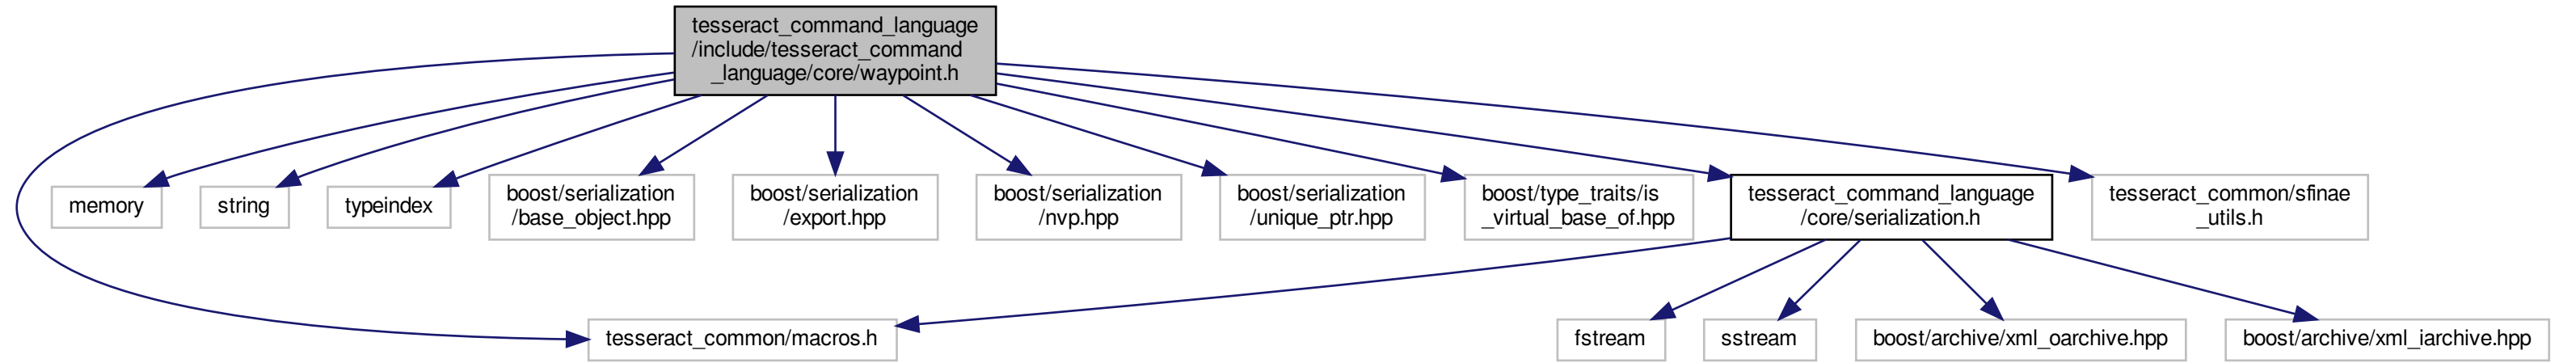 tesseract_command_language
/include/tesseract_command
_language/core/waypoint.h
memory
string
typeindex
boost/serialization
/base_object.hpp
boost/serialization
/export.hpp
boost/serialization
/nvp.hpp
boost/serialization
/unique_ptr.hpp
boost/type_traits/is
_virtual_base_of.hpp
tesseract_command_language
/core/serialization.h
tesseract_common/sfinae
_utils.h
tesseract_common/macros.h
fstream
sstream
boost/archive/xml_oarchive.hpp
boost/archive/xml_iarchive.hpp